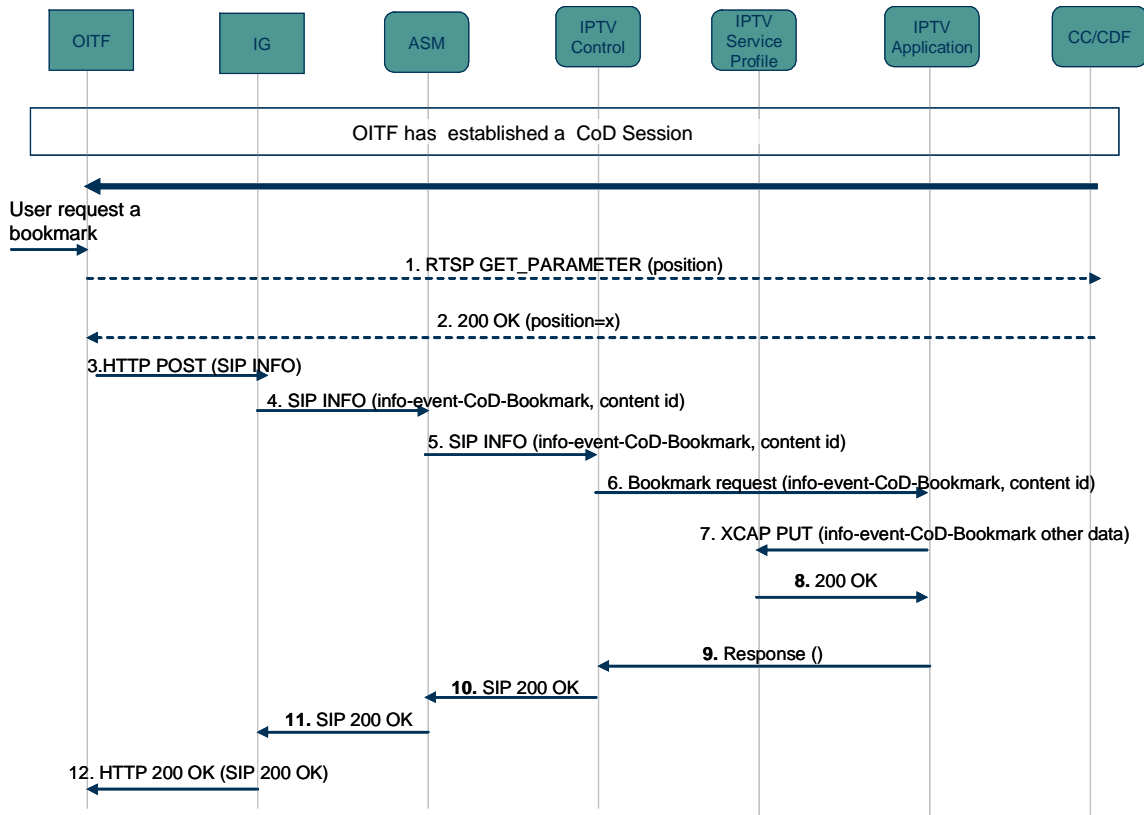 OITF
IG
ASM
IPTV
Control
IPTV
Service
Profile
IPTV
Application
CC/CDF
OITF has established a CoD Session
User request a
bookmark
1. RTSP GET_PARAMETER (position)
2. 200 OK (position=x)
3.HTTP POST (SIP INFO)
4. SIP INFO (info-event-CoD-Bookmark, content id)
5. SIP INFO (info-event-CoD-Bookmark, content id)
6. Bookmark request (info-event-CoD-Bookmark, content id)
7. XCAP PUT (info-event-CoD-Bookmark other data)
8. 200 OK
9. Response ()
10. SIP 200 OK
11. SIP 200 OK
12. HTTP 200 OK (SIP 200 OK)